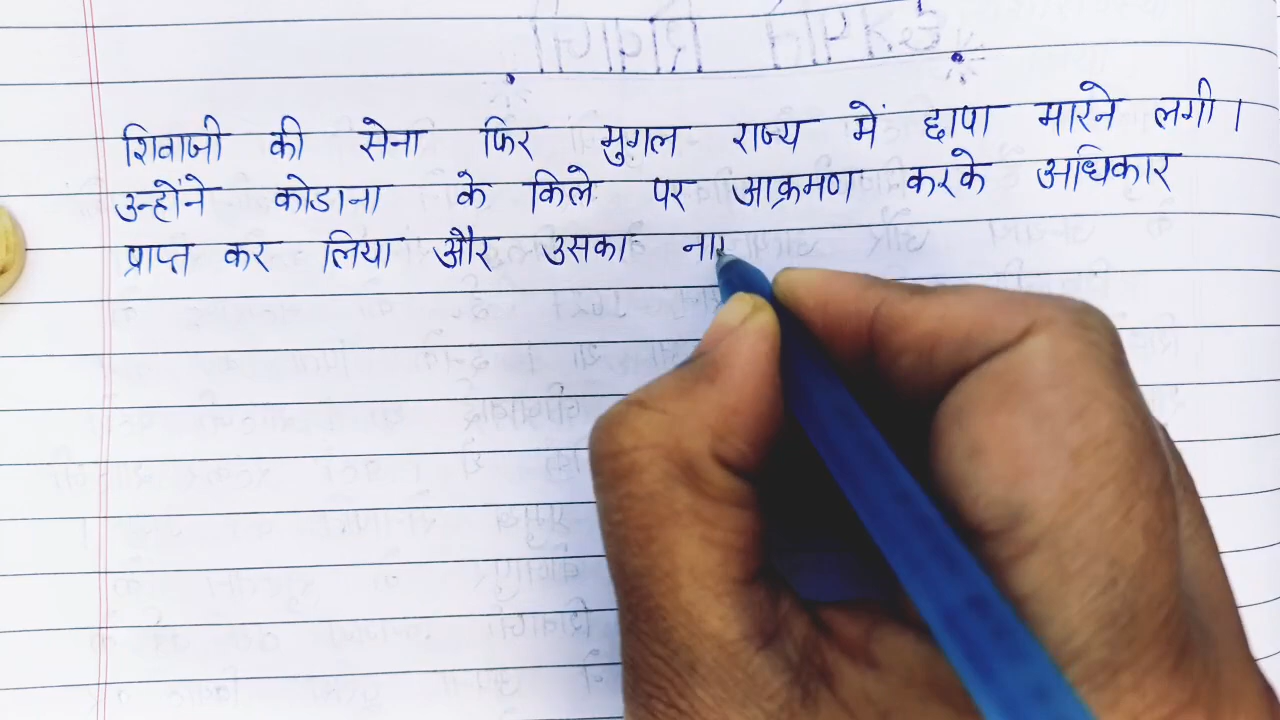 शिवाजी की सेना फिर मुगल राज्य में छापा मारने लगी।
उन्होंने कोडाना के किले पर आक्रमण करके अधिकार
प्राप्त कर लिया और उसका